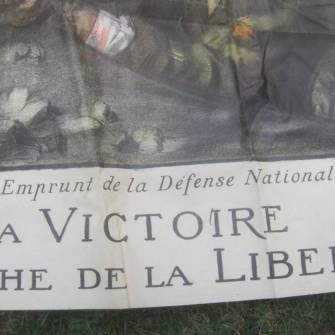 Emprunt de la Défense National
A VICTOIRE
HE DE LA LIBE